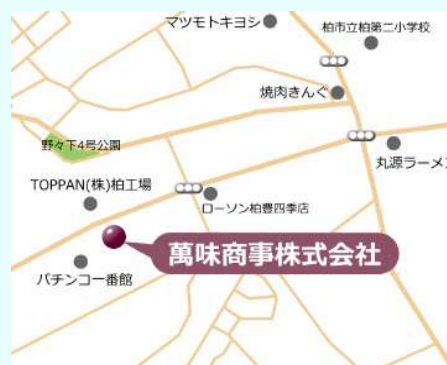 マツモトキヨシ
柏市立柏第二小学校
焼肉きんぐ
野々下4号公園
丸源ラーメン
TOPPAN(株)柏工場
ローソン柏豊四季店
萬味商事株式会社
パチンコ一番館